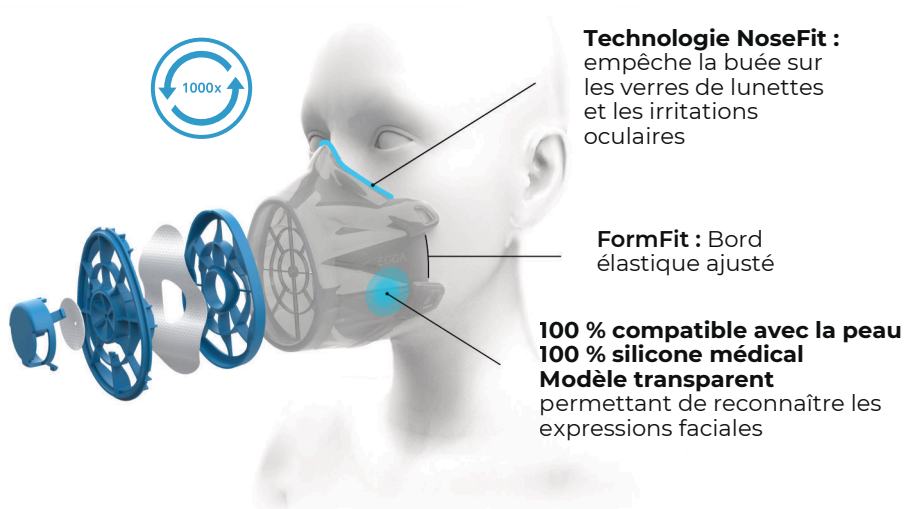 1000x
Technologie NoseFit :
empêche la buée sur
les verres de lunettes
et les irritations
oculaires
FormFit : Bord
élastique ajusté
100 % compatible avec la peau
100 % silicone médical
Modèle transparent
permettant de reconnaître les
expressions faciales